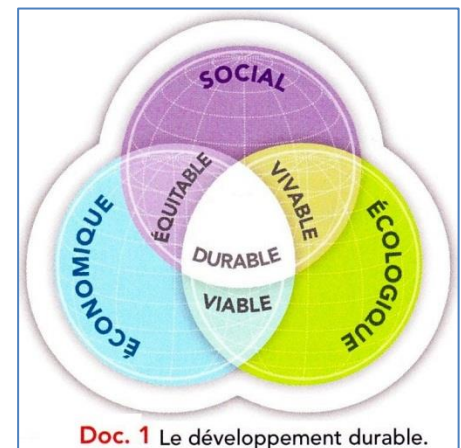 SOCIAL
ÉQUITABLE
VIVABLE
ÉCONOMIQUE
ÉCOLOGIQUE
DURABLE
VIABLE
Doc. 1 Le développement durable.